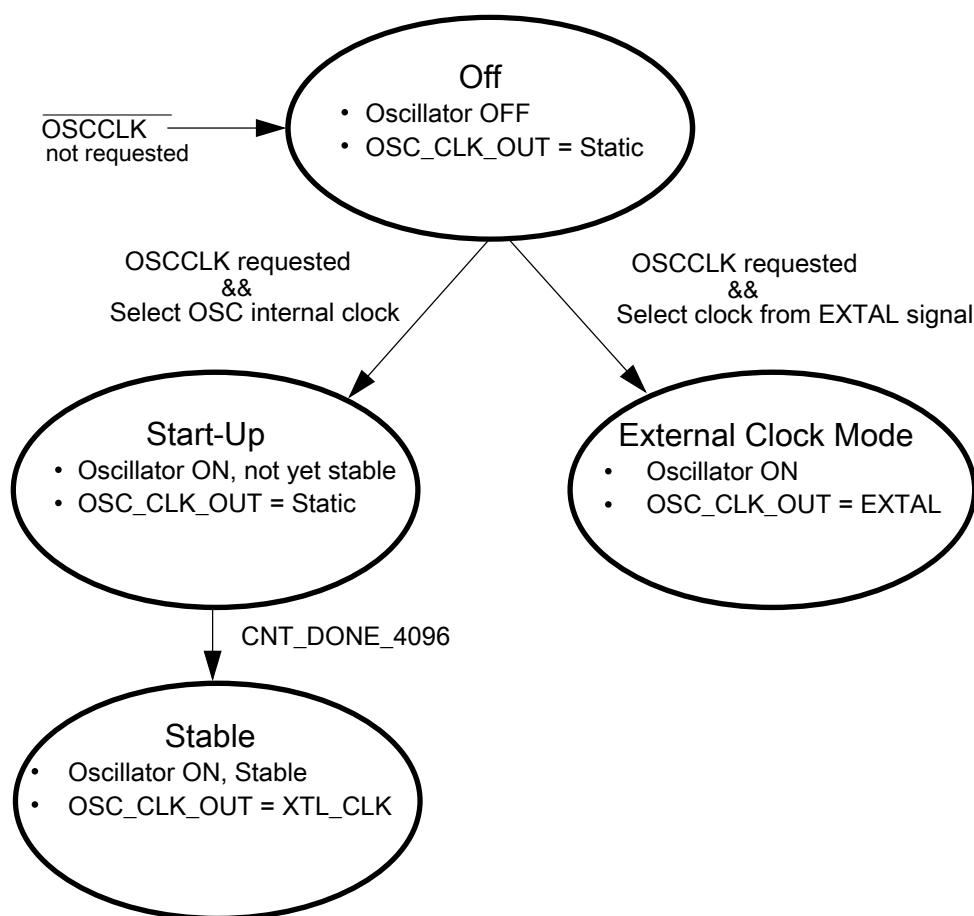 Off
• Oscillator OFF
• OSC_CLK_OUT = Static
OSCCLK
not requested
OSCCLK requested
&&
Select OSC internal clock
OSCCLK requested
&&
Select clock from EXTAL signal
Start-Up
• Oscillator ON, not yet stable
• OSC_CLK_OUT = Static
External Clock Mode
• Oscillator ON
• OSC_CLK_OUT = EXTAL
CNT_DONE_4096
Stable
• Oscillator ON, Stable
• OSC_CLK_OUT = XTL_CLK